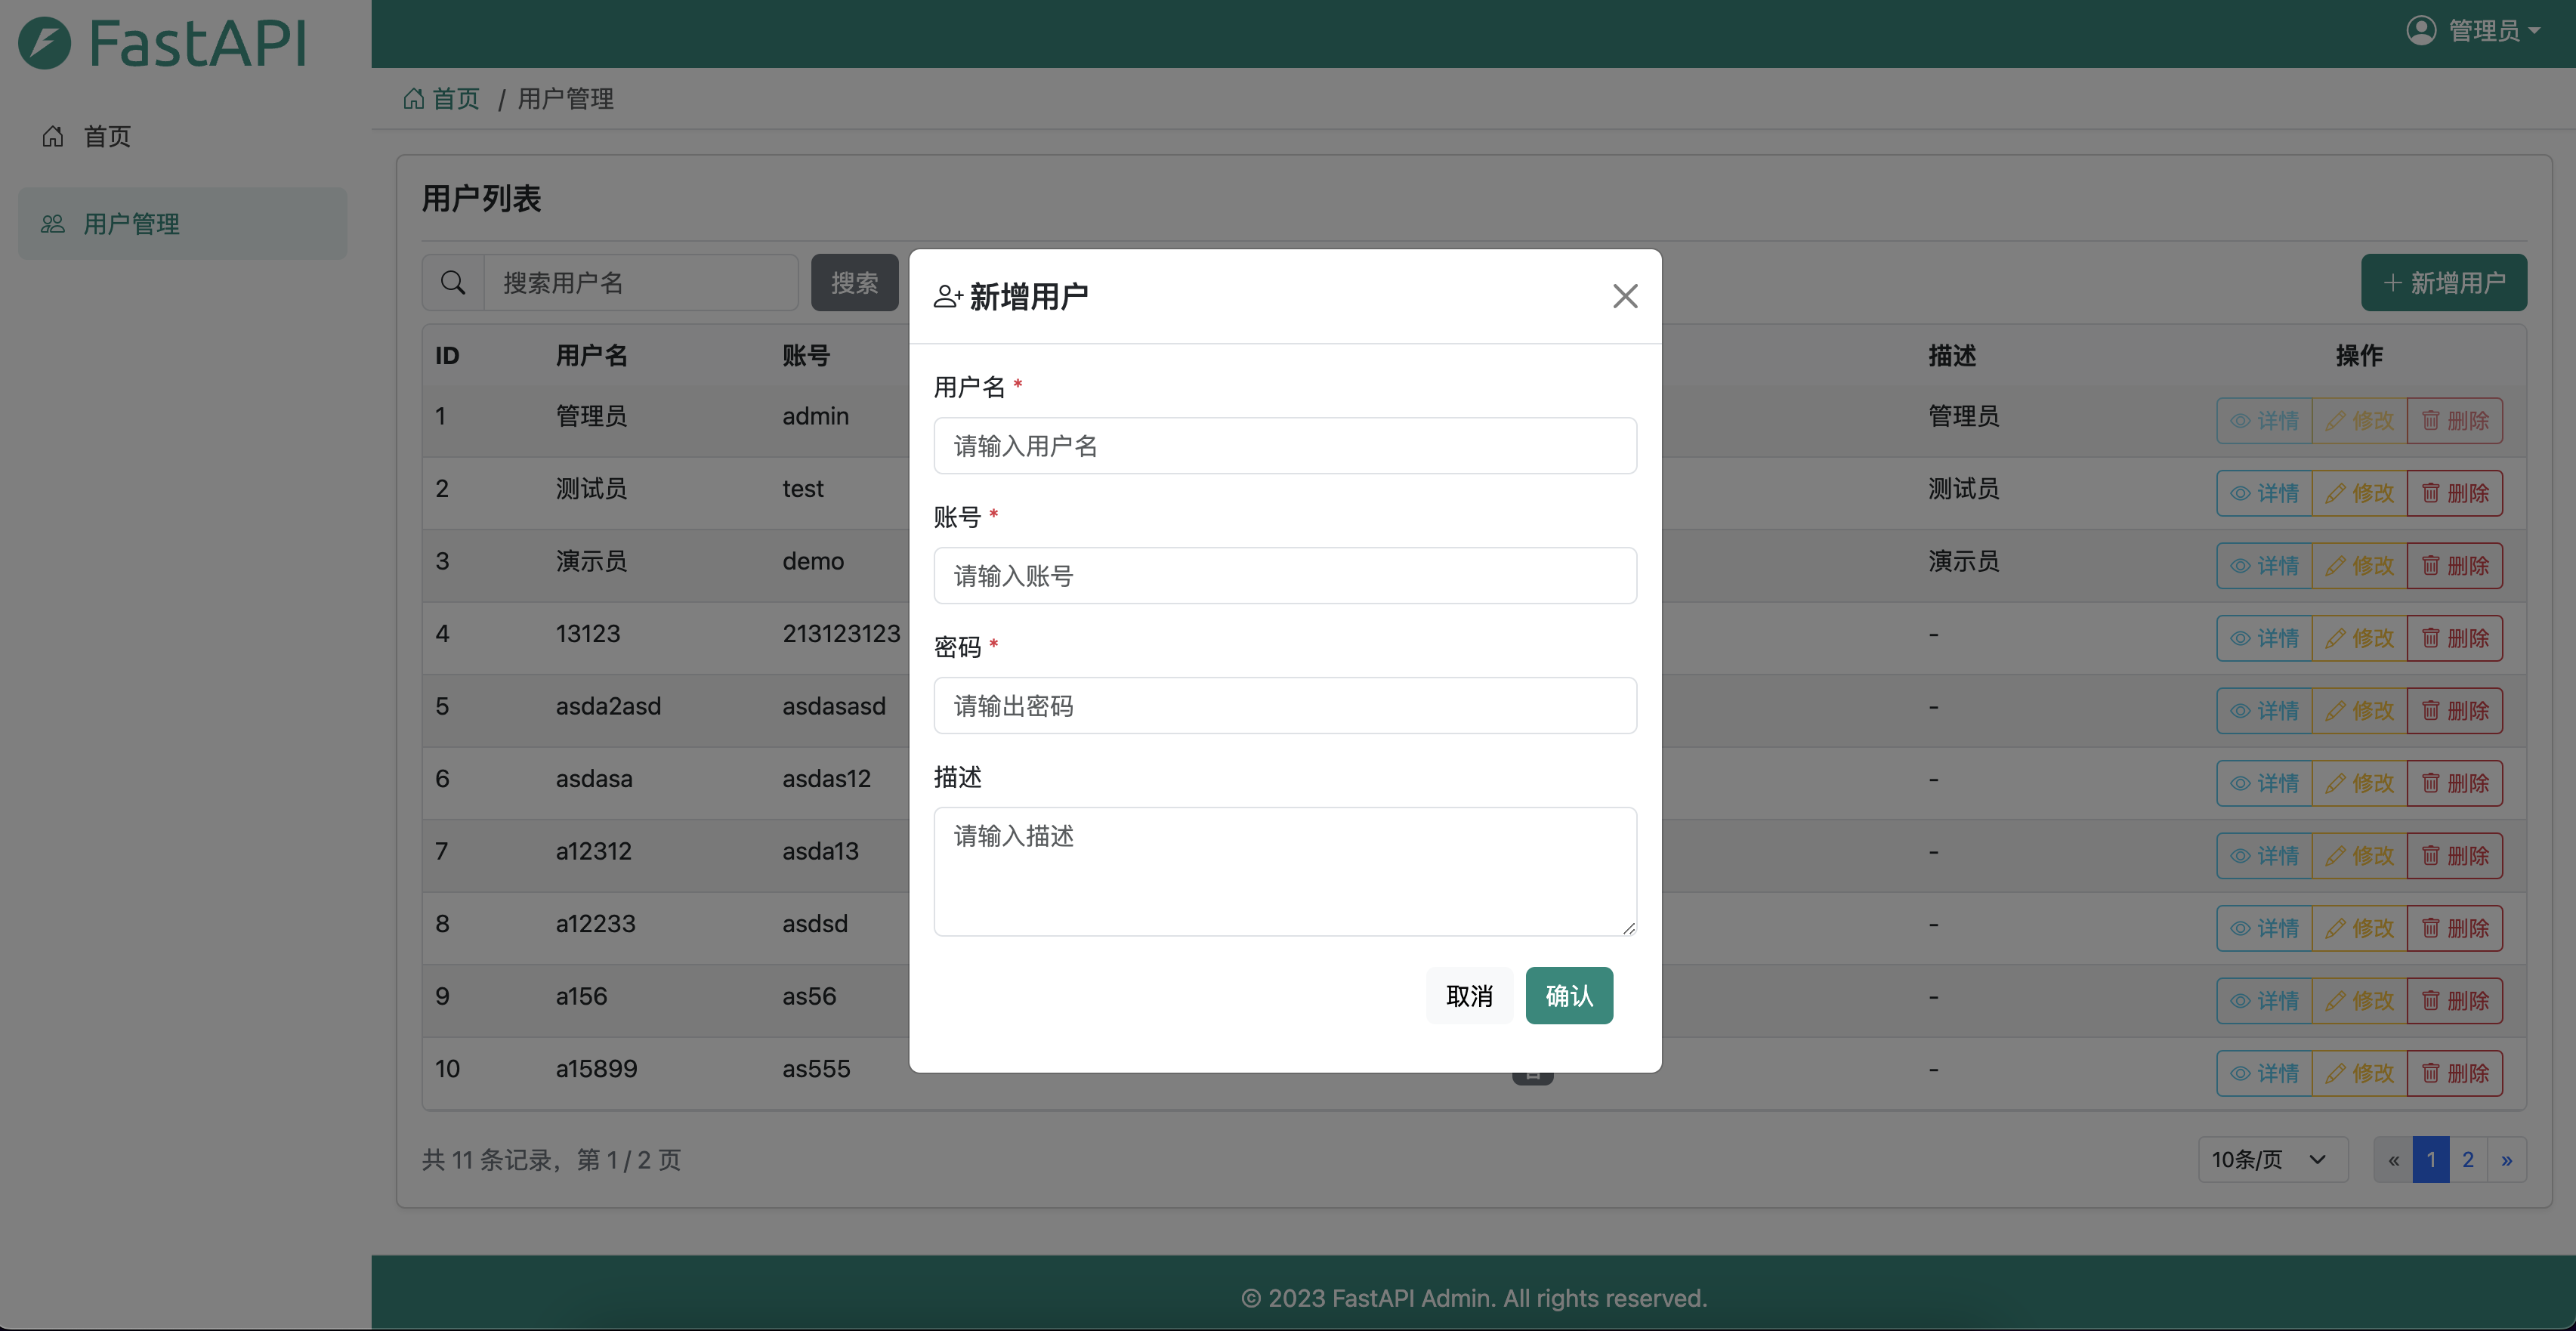 FastAPI
管理员
首页 / 用户管理
首页
用户管理
用户列表
搜索用户名 搜索
+ 新增用户
ID 用户名 账号 描述 操作
1 管理员 admin 管理员 详情 修改 删除
2 测试员 test 测试员 详情 修改 删除
3 演示员 demo 演示员 详情 修改 删除
4 13123 213123123 - 详情 修改 删除
5 asda2asd asdasasd - 详情 修改 删除
6 asdasa asdas12 - 详情 修改 删除
7 a12312 asda13 - 详情 修改 删除
8 a12233 asdsd - 详情 修改 删除
9 a156 as56 - 详情 修改 删除
10 a15899 as555 - 详情 修改 删除
新增用户
用户名 *
请输入用户名
账号 *
请输入账号
密码 *
请输出密码
描述
请输入描述
取消 确认
共 11 条记录，第 1 / 2 页
10条/页 « 1 2 »
© 2023 FastAPI Admin. All rights reserved.